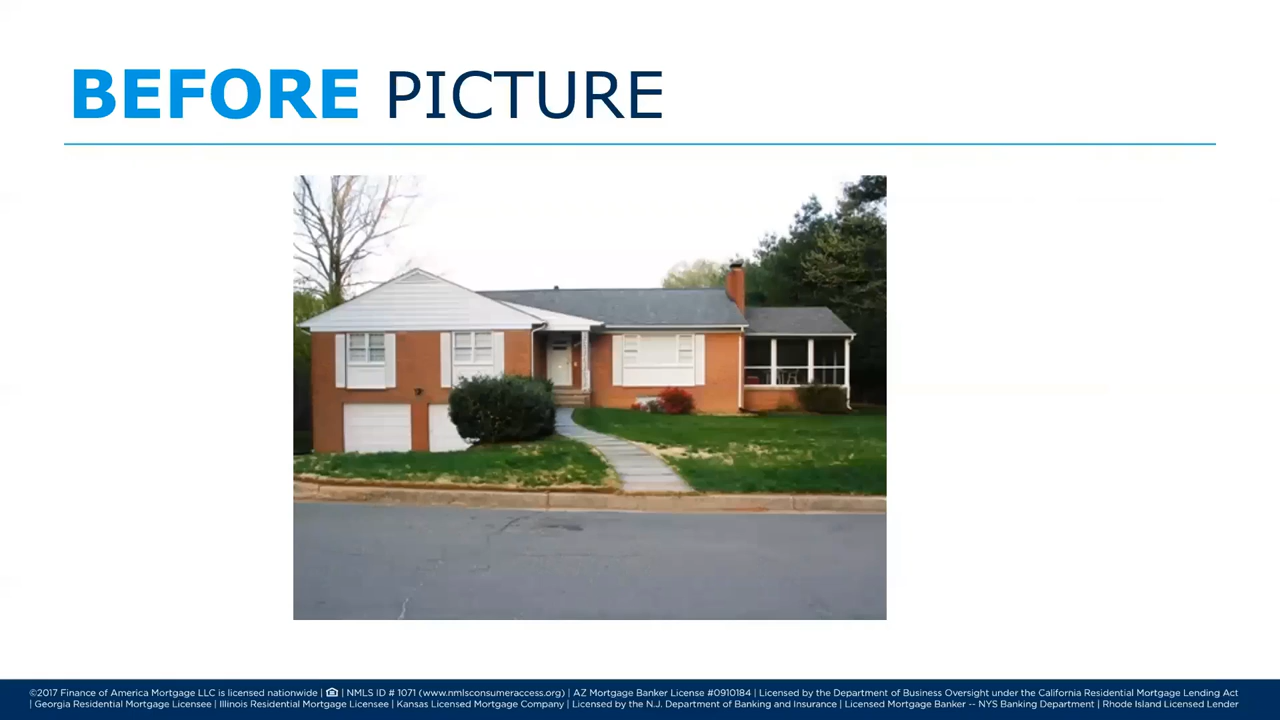 BEFORE PICTURE
©2017 Finance of America Mortgage LLC is licensed nationwide | | NMLS ID # 1071 (www.nmlsconsumeraccess.org) | AZ Mortgage Banker License #0910184 | Licensed by the Department of Business Oversight under the California Residential Mortgage Lending Act
| Georgia Residential Mortgage Licensee | Illinois Residential Mortgage Licensee | Kansas Licensed Mortgage Company | Licensed by the N.J. Department of Banking and Insurance | Licensed Mortgage Banker -- NYS Banking Department | Rhode Island Licensed Lender